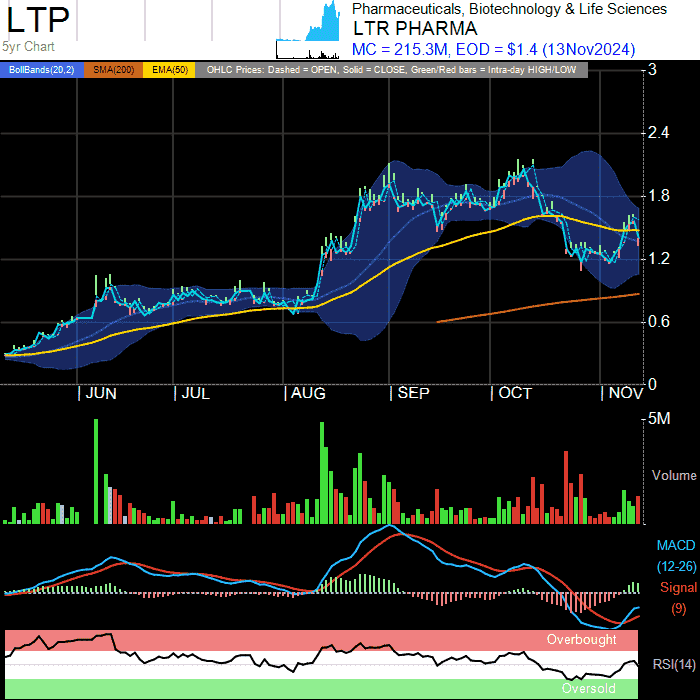 LTP
Pharmaceuticals, Biotechnology & Life Sciences
LTR PHARMA
5yr Chart
MC = 215.3M, EOD = $1.4 (13Nov2024)
BollBands(20,2) SMA(200) EMA(50) OHLC Prices: Dashed = OPEN, Solid = CLOSE, Green/Red bars = Intra-day HIGH/LOW
3
2.4
1.8
1.2
0.6
0
JUN JUL AUG SEP OCT NOV
5M
Volume
MACD
(12-26)
Signal
(9)
Overbought
RSI(14)
Oversold